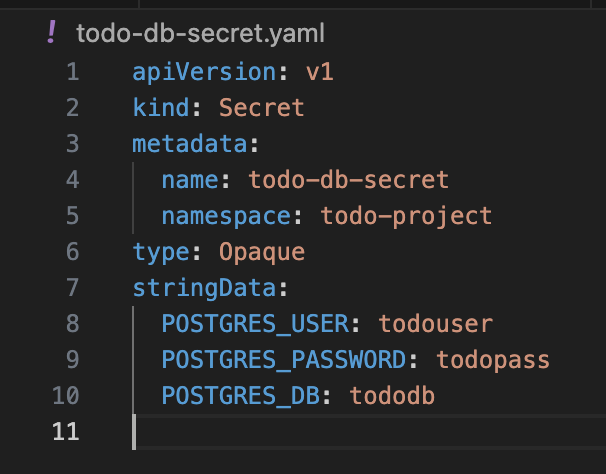 ! todo-db-secret.yaml
1 apiVersion: v1
2 kind: Secret
3 metadata:
4   name: todo-db-secret
5   namespace: todo-project
6 type: Opaque
7 stringData:
8   POSTGRES_USER: todouser
9   POSTGRES_PASSWORD: todopass
10   POSTGRES_DB: tododb
11